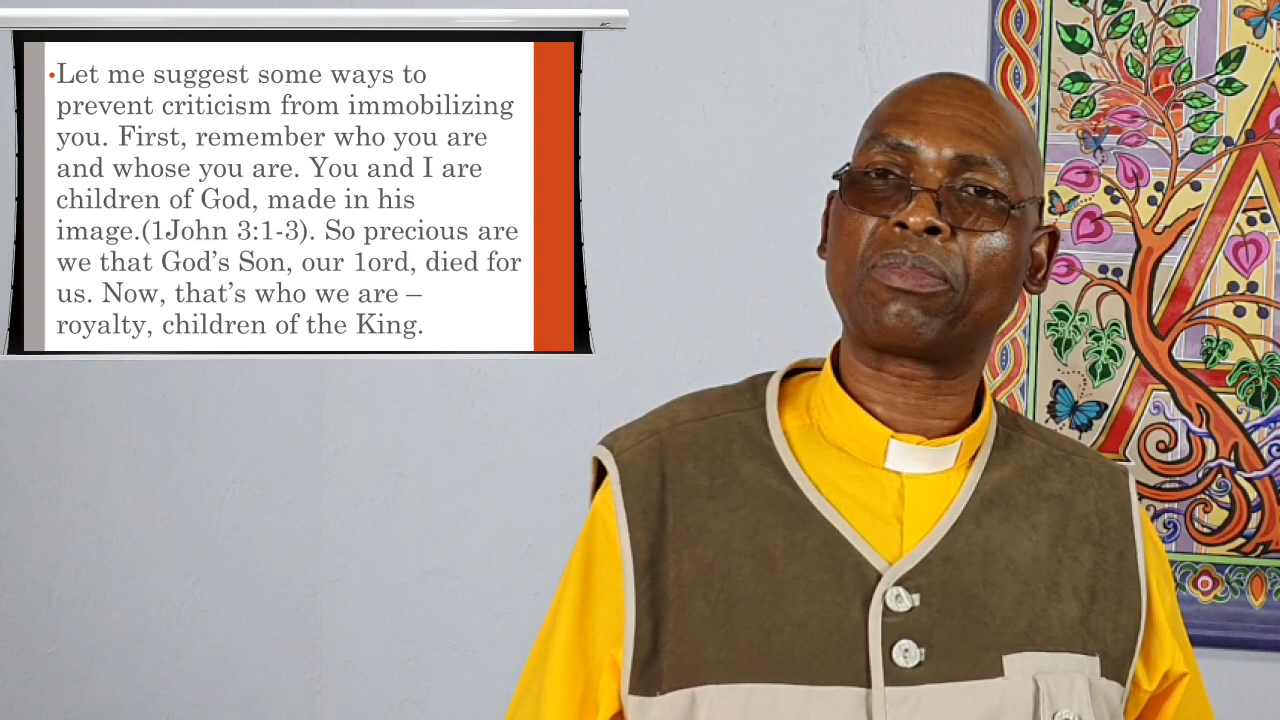 •Let me suggest some ways to
prevent criticism from immobilizing
you. First, remember who you are
and whose you are. You and I are
children of God, made in his
image.(1John 3:1-3). So precious are
we that God’s Son, our 1ord, died for
us. Now, that’s who we are –
royalty, children of the King.